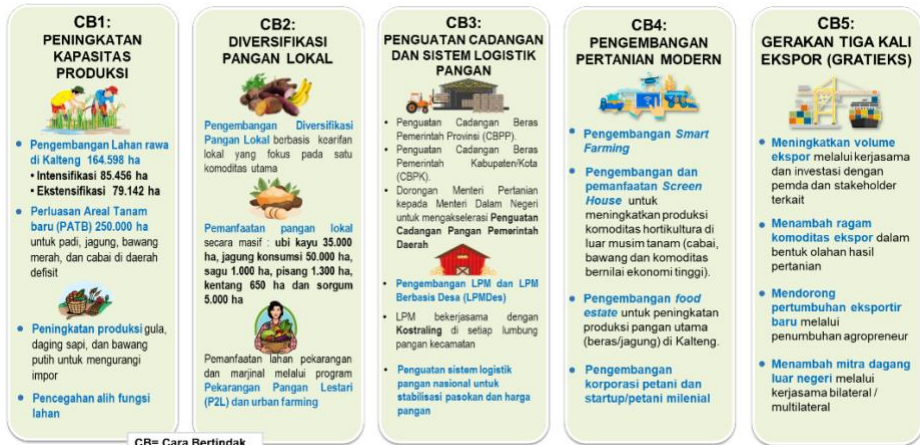 CB1:
PENINGKATAN
KAPASITAS
PRODUKSI
• Pengembangan Lahan rawa
di Kalteng 164.598 ha
• Intensifikasi 85.456 ha
• Ekstensifikasi 79.142 ha
• Perluasan Areal Tanam
baru (PATB) 250.000 ha
untuk padi, jagung, bawang
merah, dan cabai di daerah
defisit
• Peningkatan produksi gula,
daging sapi, dan bawang
putih untuk mengurangi
impor
• Pencegahan alih fungsi
lahan
CB2:
DIVERSIFIKASI
PANGAN LOKAL
Pengembangan Diversifikasi
Pangan Lokal berbasis kearifan
lokal yang fokus pada satu
komoditas utama
Pemanfaatan pangan lokal
secara masif : ubi kayu 35.000
ha, jagung konsumsi 50.000 ha,
sagu 1.000 ha, pisang 1.300 ha,
kentang 650 ha dan sorgum
5.000 ha
Pemanfaatan lahan pekarangan
dan marjinal melalui program
Pekarangan Pangan Lestari
(P2L) dan urban farming
CB3:
PENGUATAN CADANGAN
DAN SISTEM LOGISTIK
PANGAN
• Penguatan Cadangan Beras
Pemerintah Provinsi (CBPP).
• Penguatan Cadangan Beras
Pemerintah Kabupaten/Kota
(CBPK).
• Dorongan Menteri Pertanian
kepada Menteri Dalam Negeri
untuk mengakselerasi Penguatan
Cadangan Pangan Pemerintah
Daerah
• Pengembangan LPM dan LPM
Berbasis Desa (LPMDes)
• LPM bekerjasama dengan
Kostraling di setiap lumbung
pangan kecamatan
• Penguatan sistem logistik
pangan nasional untuk
stabilisasi pasokan dan harga
pangan
CB4:
PENGEMBANGAN
PERTANIAN MODERN
• Pengembangan Smart
Farming
• Pengembangan dan
pemanfaatan Screen
House untuk
meningkatkan produksi
komoditas hortikultura di
luar musim tanam (cabai,
bawang dan komoditas
bernilai ekonomi tinggi).
• Pengembangan food
estate untuk peningkatan
produksi pangan utama
(beras/jagung) di Kalteng.
• Pengembangan
korporasi petani dan
startup/petani milenial
CB5:
GERAKAN TIGA KALI
EKSPOR (GRATIEKS)
• Meningkatkan volume
ekspor melalui kerjasama
dan investasi dengan
pemda dan stakeholder
terkait
• Menambah ragam
komoditas ekspor dalam
bentuk olahan hasil
pertanian
• Mendorong
pertumbuhan eksportir
baru melalui
penumbuhan agropreneur
• Menambah mitra dagang
luar negeri melalui
kerjasama bilateral /
multilateral
CB= Cara Bertindak